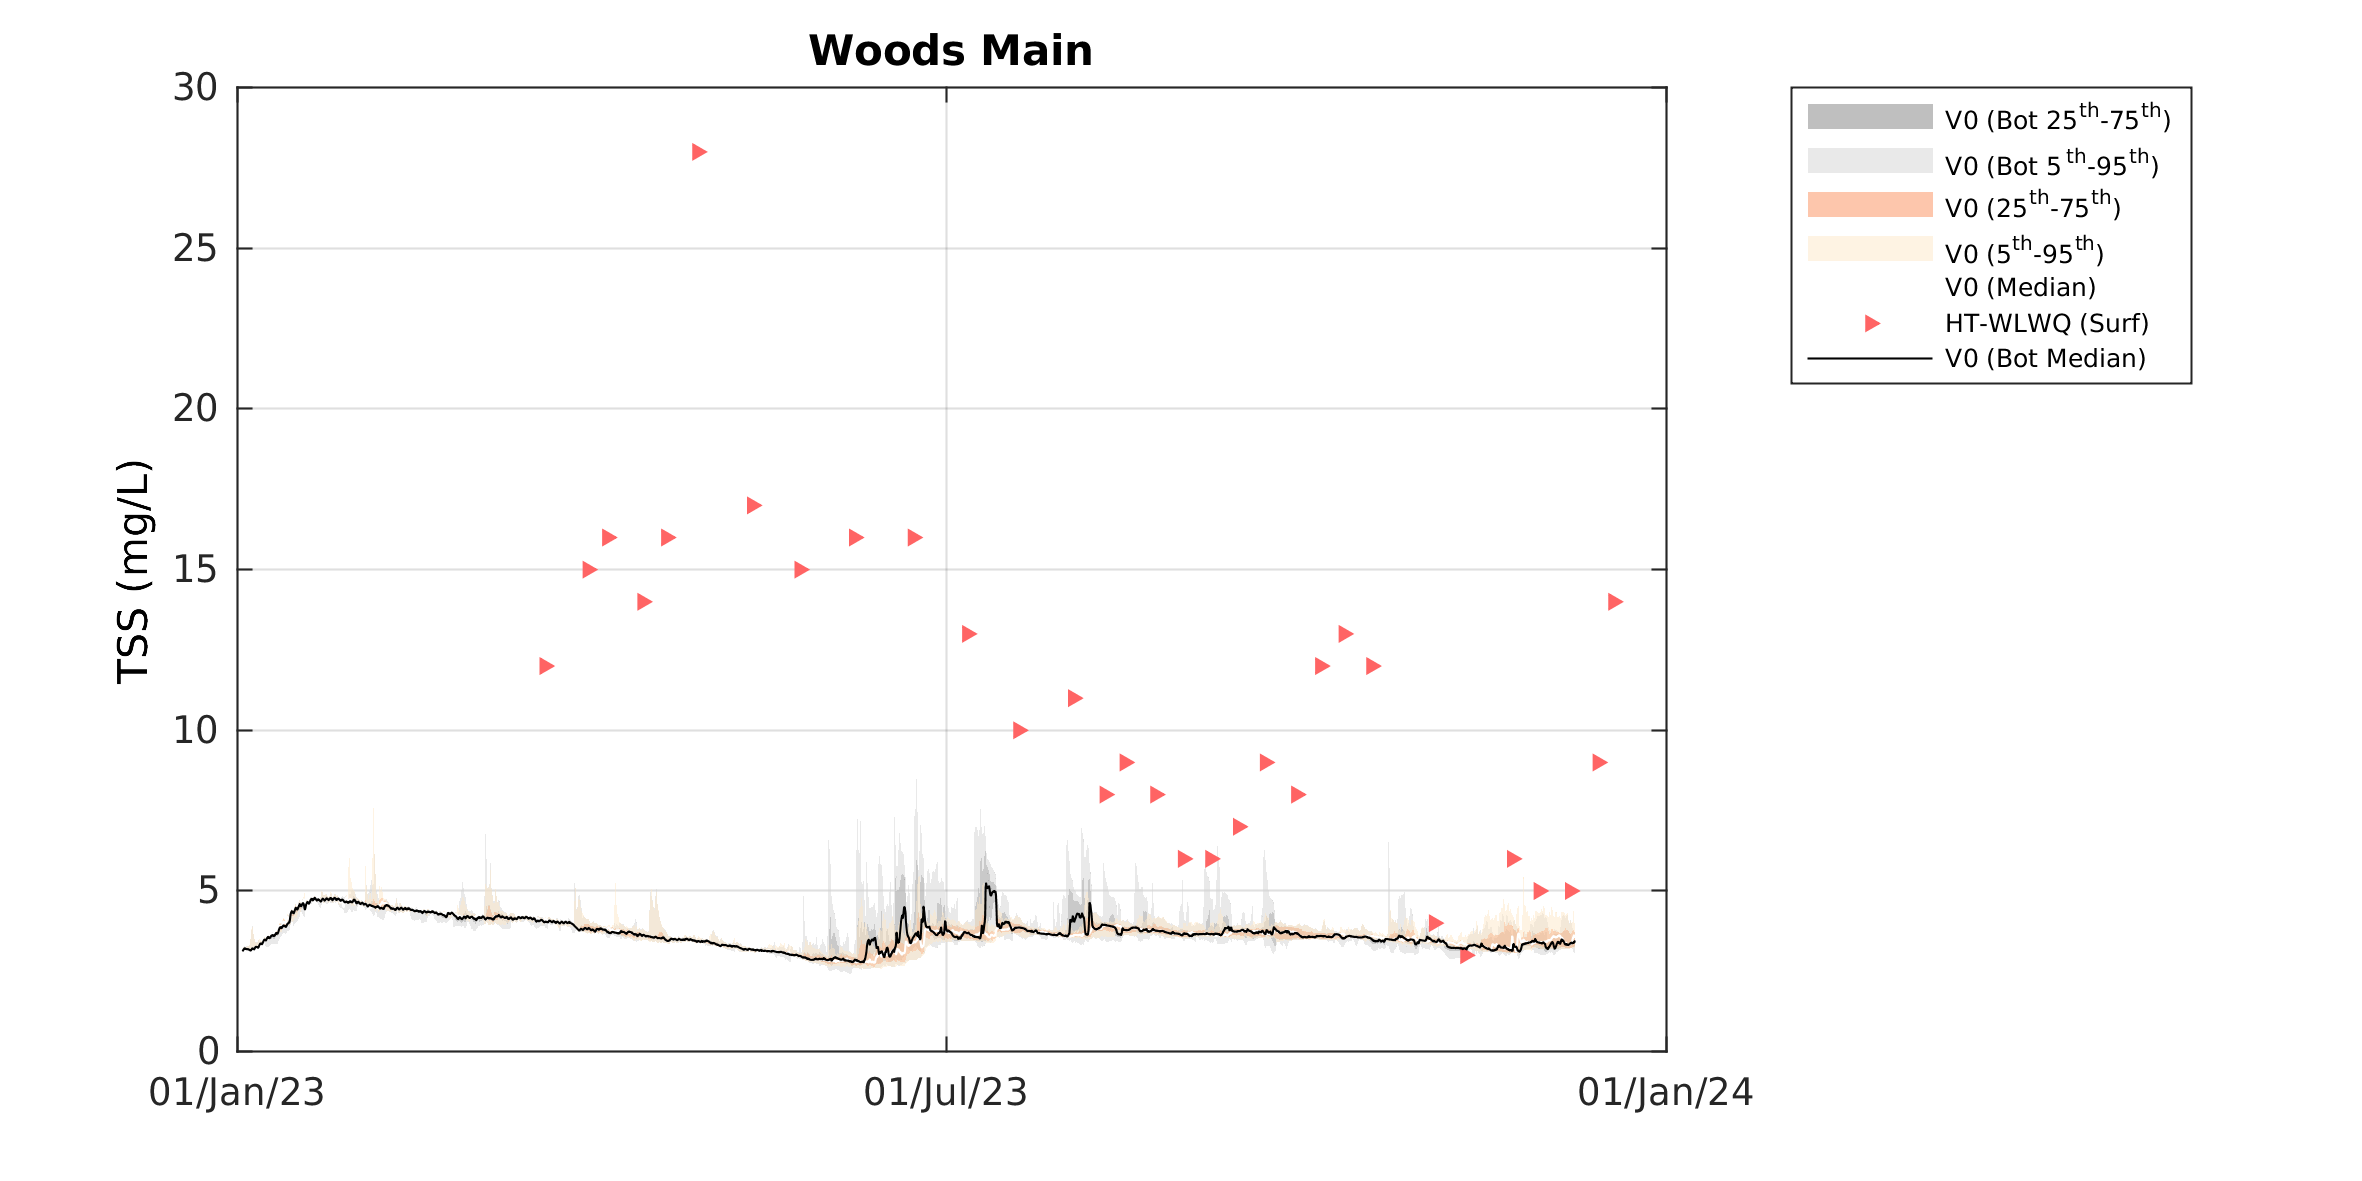 Woods Main
30
25
20
15
10
5
0
TSS (mg/L)
01/Jan/23
01/Jul/23
01/Jan/24
V0 (Bot 25th-75th)
V0 (Bot 5th-95th)
V0 (25th-75th)
V0 (5th-95th)
V0 (Median)
HT-WLWQ (Surf)
V0 (Bot Median)